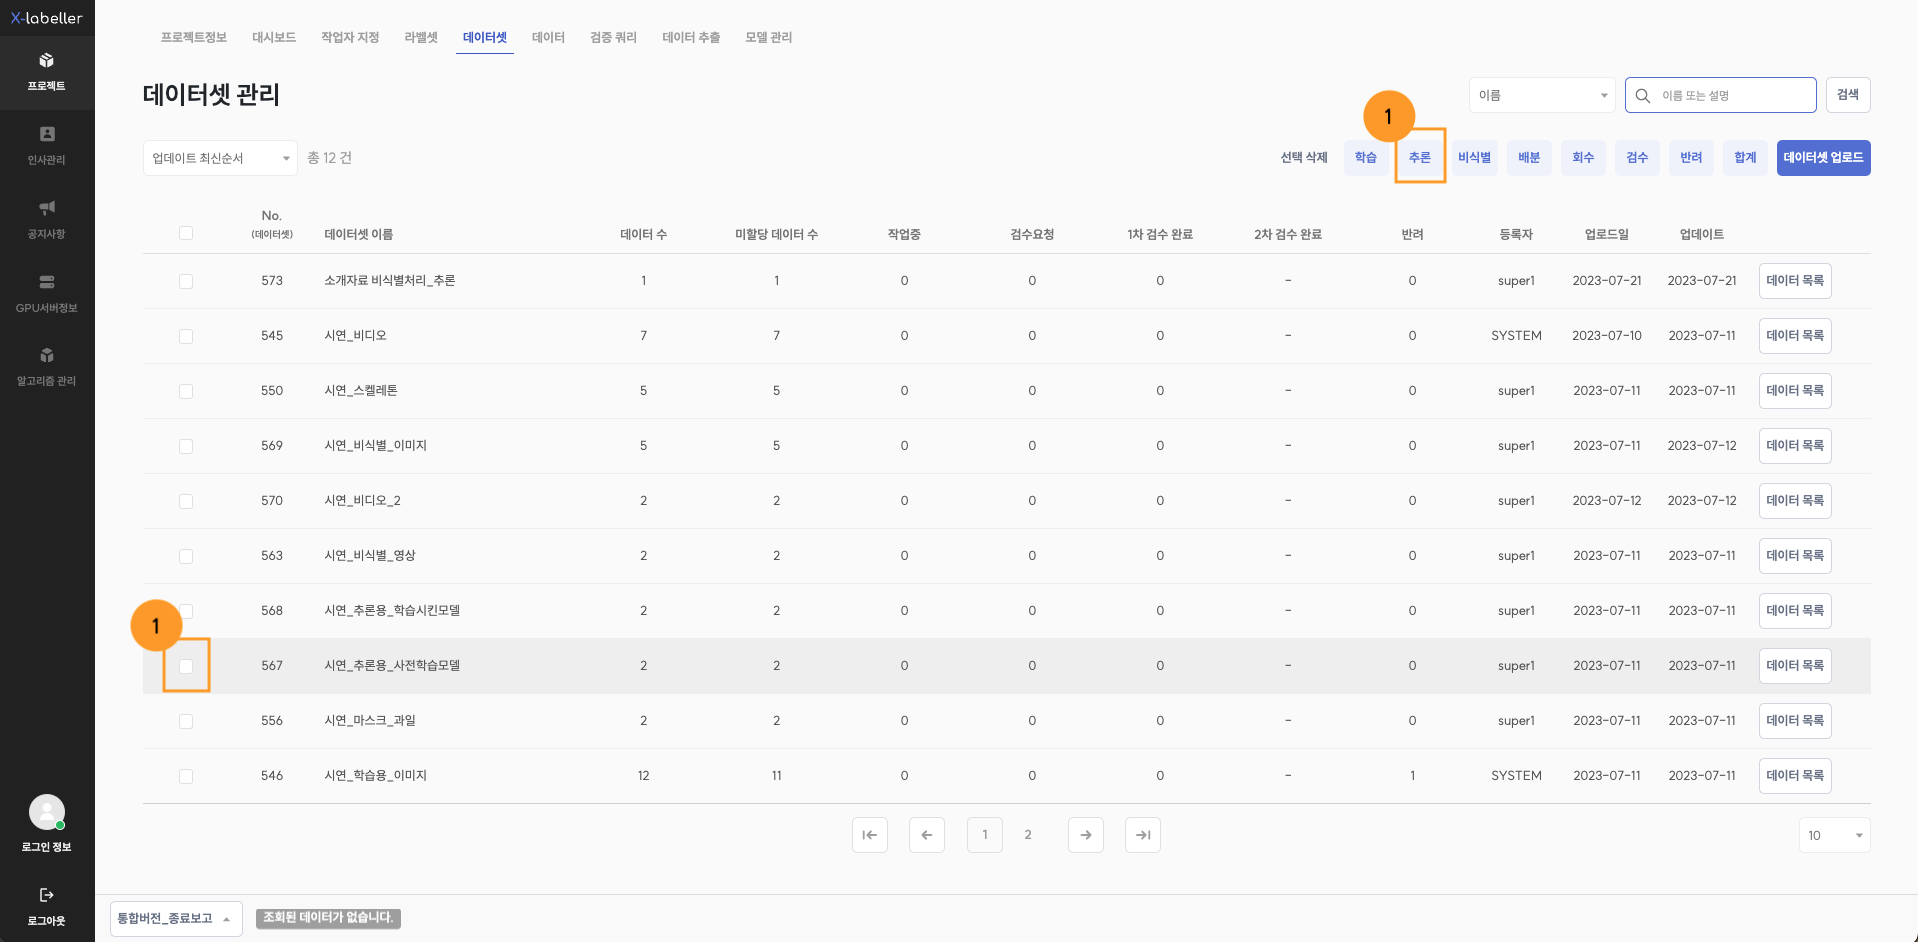 X-labeller
프로젝트
인사관리
공지사항
GPU서버정보
알고리즘 관리
로그인 정보
로그아웃
프로젝트정보 대시보드 작업자 지정 라벨셋 데이터셋 데이터 검증 쿼리 데이터 추출 모델 관리
데이터셋 관리
이름 이름 또는 설명 검색
1
업데이트 최신순서 총 12 건 선택 삭제 학습 추론 비식별 배분 회수 검수 반려 합계 데이터셋 업로드
No.
(데이터셋) 데이터셋 이름 데이터 수 미할당 데이터 수 작업중 검수요청 1차 검수 완료 2차 검수 완료 반려 등록자 업로드일 업데이트
573 소개자료 비식별처리_추론 1 1 0 0 0 - 0 super1 2023-07-21 2023-07-21 데이터 목록
545 시연_비디오 7 7 0 0 0 - 0 SYSTEM 2023-07-10 2023-07-11 데이터 목록
550 시연_스켈레톤 5 5 0 0 0 - 0 super1 2023-07-11 2023-07-11 데이터 목록
569 시연_비식별_이미지 5 5 0 0 0 - 0 super1 2023-07-11 2023-07-12 데이터 목록
570 시연_비디오_2 2 2 0 0 0 - 0 super1 2023-07-12 2023-07-12 데이터 목록
563 시연_비식별_영상 2 2 0 0 0 - 0 super1 2023-07-11 2023-07-11 데이터 목록
568 시연_추론용_학습시킨모델 2 2 0 0 0 - 0 super1 2023-07-11 2023-07-11 데이터 목록
1
567 시연_추론용_사전학습모델 2 2 0 0 0 - 0 super1 2023-07-11 2023-07-11 데이터 목록
556 시연_마스크_과일 2 2 0 0 0 - 0 super1 2023-07-11 2023-07-11 데이터 목록
546 시연_학습용_이미지 12 11 0 0 0 - 1 SYSTEM 2023-07-11 2023-07-11 데이터 목록
1 2 10
통합버전_종료보고 조회된 데이터가 없습니다.